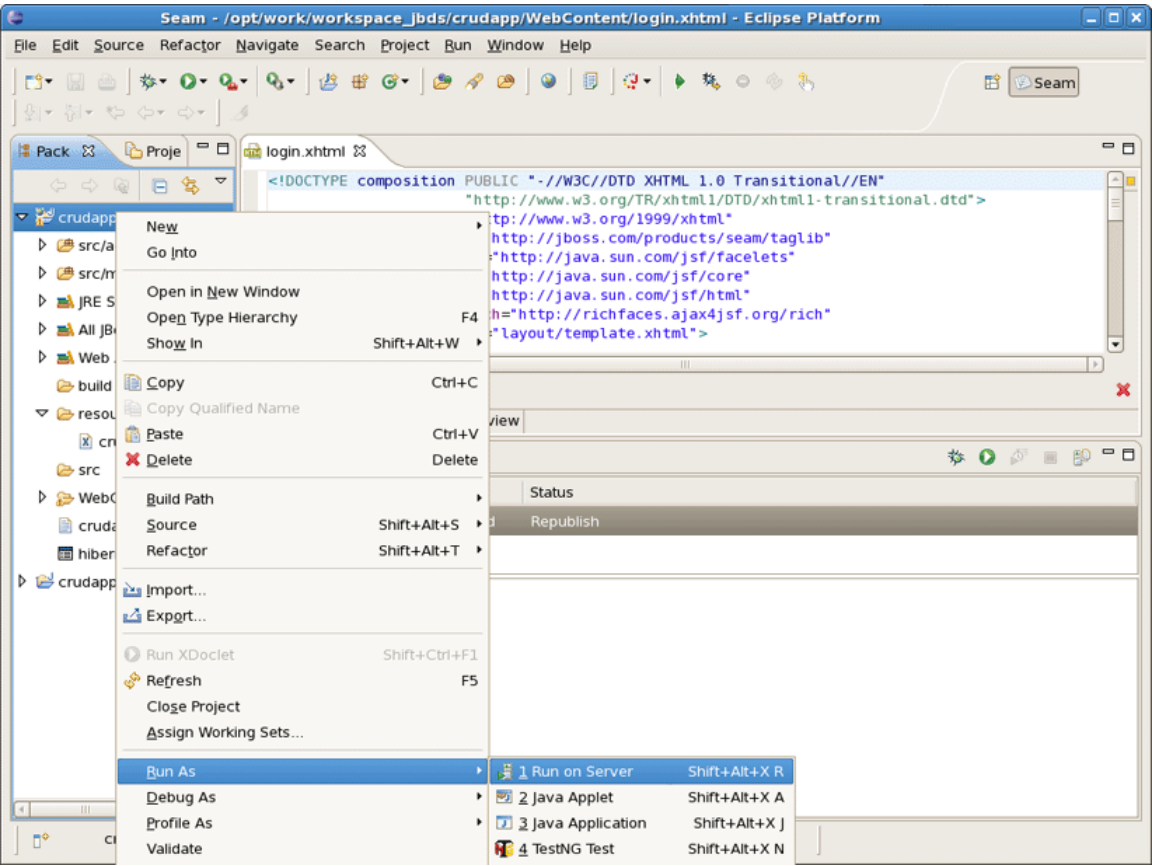 Seam - /opt/work/workspace_jbds/crudapp/WebContent/login.xhtml - Eclipse Platform
File Edit Source Refactor Navigate Search Project Run Window Help
Seam
Pack Proje
login.xhtml
<!DOCTYPE composition PUBLIC "-//W3C//DTD XHTML 1.0 Transitional//EN"
"http://www.w3.org/TR/xhtml1/DTD/xhtml1-transitional.dtd">
tp://www.w3.org/1999/xhtml"
http://jboss.com/products/seam/taglib"
="http://java.sun.com/jsf/facelets"
http://java.sun.com/jsf/core"
http://java.sun.com/jsf/html"
h="http://richfaces.ajax4jsf.org/rich"
="layout/template.xhtml">
view
Status
d Republish
crudapp
src/a
src/m
JRE S
All JB
Web
build
resou
cr
src
WebC
cruda
hiber
crudapp
New
Go Into
Open in New Window
Open Type Hierarchy F4
Show In Shift+Alt+W
Copy Ctrl+C
Copy Qualified Name
Paste Ctrl+V
Delete Delete
Build Path
Source Shift+Alt+S
Refactor Shift+Alt+T
Import...
Export...
Run XDoclet Shift+Ctrl+F1
Refresh F5
Close Project
Assign Working Sets...
Run As
Debug As
Profile As
Validate
1 Run on Server Shift+Alt+X R
2 Java Applet Shift+Alt+X A
3 Java Application Shift+Alt+X J
4 TestNG Test Shift+Alt+X N